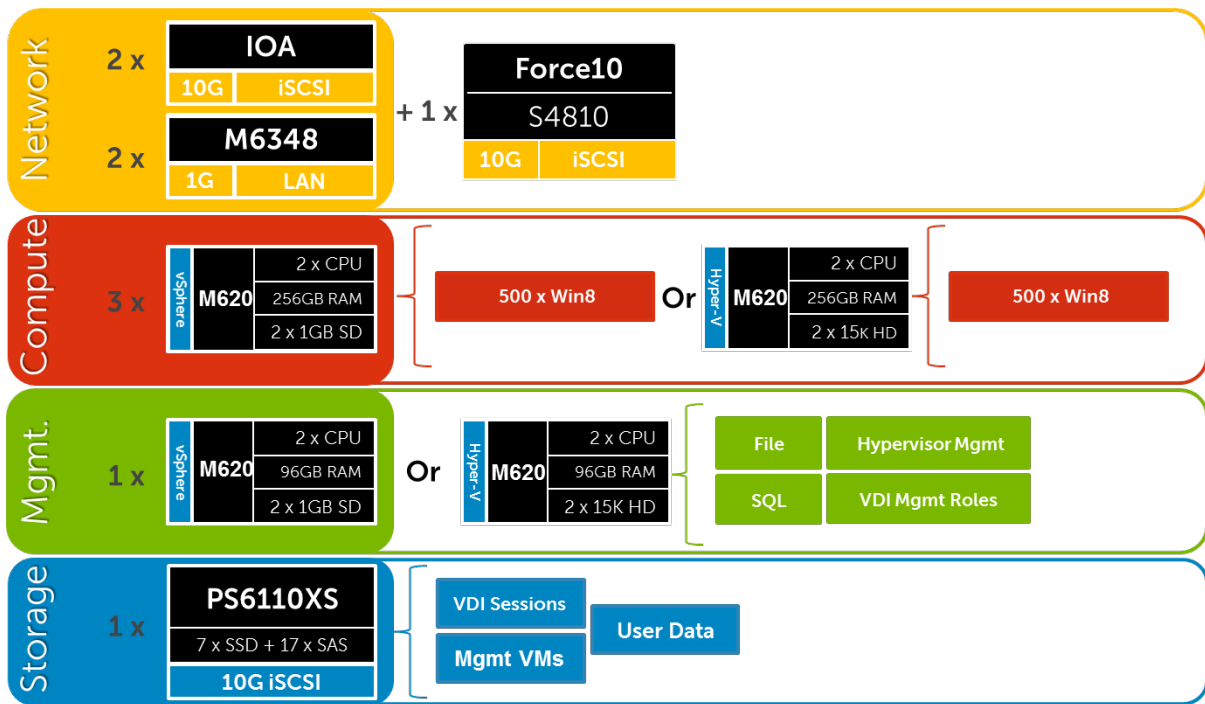 Network
2 x
IOA
10G iSCSI
2 x
M6348
1G LAN
+ 1 x
Force10
S4810
10G iSCSI
Compute
3 x
vSphere
M620
2 x CPU
256GB RAM
2 x 1GB SD
500 x Win8
Or
Hyper-V
M620
2 x CPU
256GB RAM
2 x 15K HD
500 x Win8
Mgmt.
1 x
vSphere
M620
2 x CPU
96GB RAM
2 x 1GB SD
Or
Hyper-V
M620
2 x CPU
96GB RAM
2 x 15K HD
File
Hypervisor Mgmt
SQL
VDI Mgmt Roles
Storage
1 x
PS6110XS
7 x SSD + 17 x SAS
10G iSCSI
VDI Sessions
Mgmt VMs
User Data